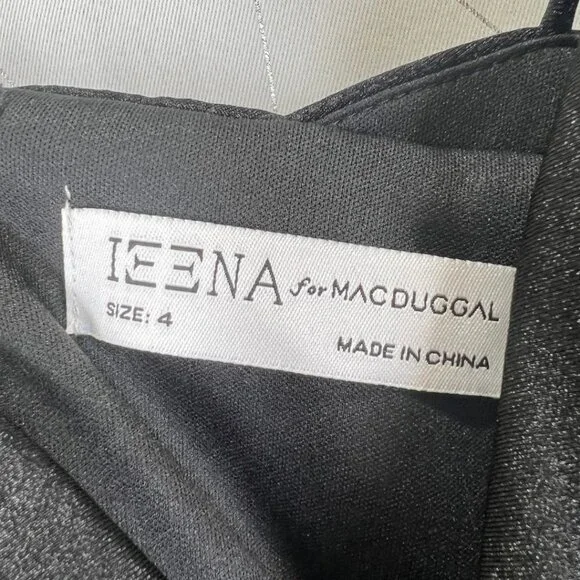 IEENA for MACDUGGAL
SIZE: 4
MADE IN CHINA